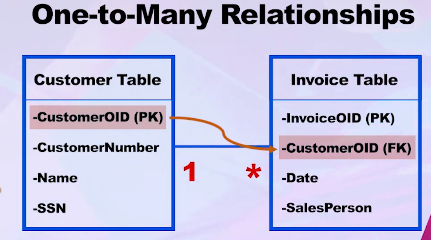 One-to-Many Relationships
Customer Table
-CustomerOID (PK)
-CustomerNumber
-Name
-SSN
1
*
Invoice Table
-InvoiceOID (PK)
-CustomerOID (FK)
-Date
-SalesPerson